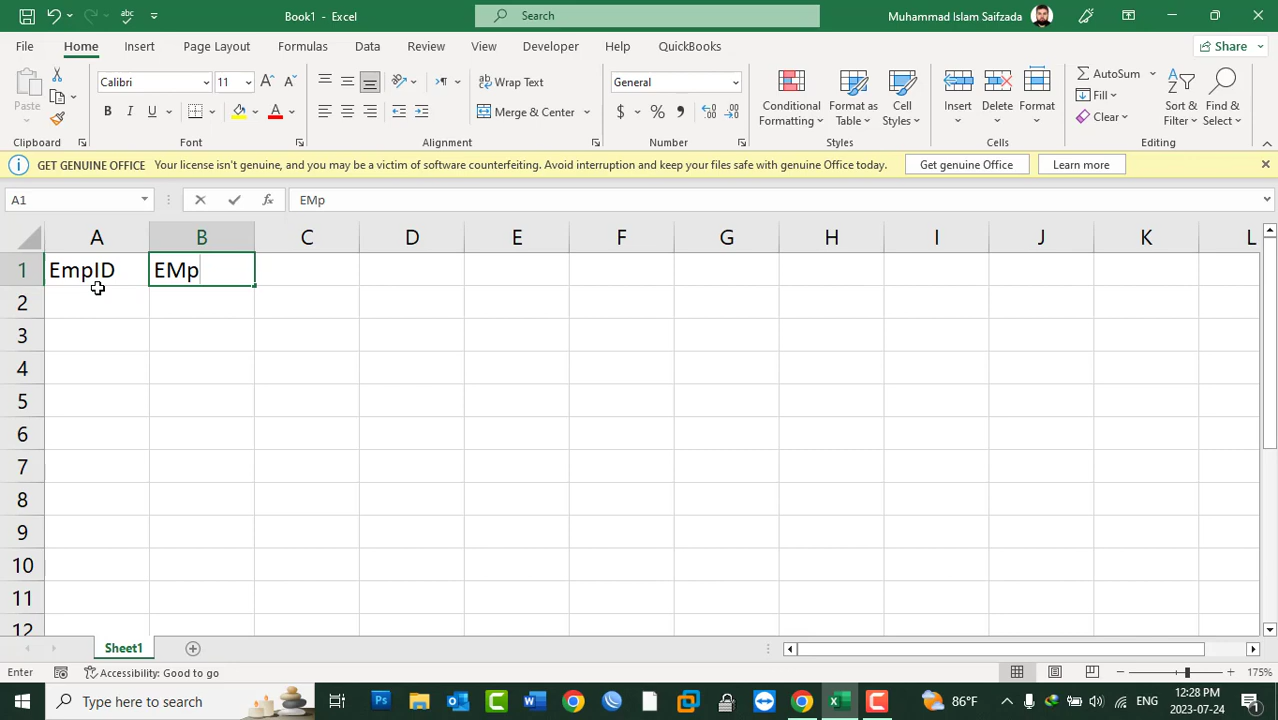 Book1 - Excel
Search
Muhammad Islam Saifzada
File Home Insert Page Layout Formulas Data Review View Developer Help QuickBooks Share
Calibri 11
Wrap Text
General
AutoSum
Fill
Clear
Paste
B I U
Merge & Center
$ % ,
Conditional Formatting
Format as Table
Cell Styles
Insert
Delete
Format
Sort & Filter
Find & Select
Clipboard Font Alignment Number Styles Cells Editing
GET GENUINE OFFICE Your license isn't genuine, and you may be a victim of software counterfeiting. Avoid interruption and keep your files safe with genuine Office today. Get genuine Office Learn more
A1 fx EMp
A B C D E F G H I J K L
1 EmpID EMp
2
3
4
5
6
7
8
9
10
11
12
Sheet1
Enter Accessibility: Good to go 175%
Type here to search
86°F
ENG
12:28 PM
2023-07-24
1